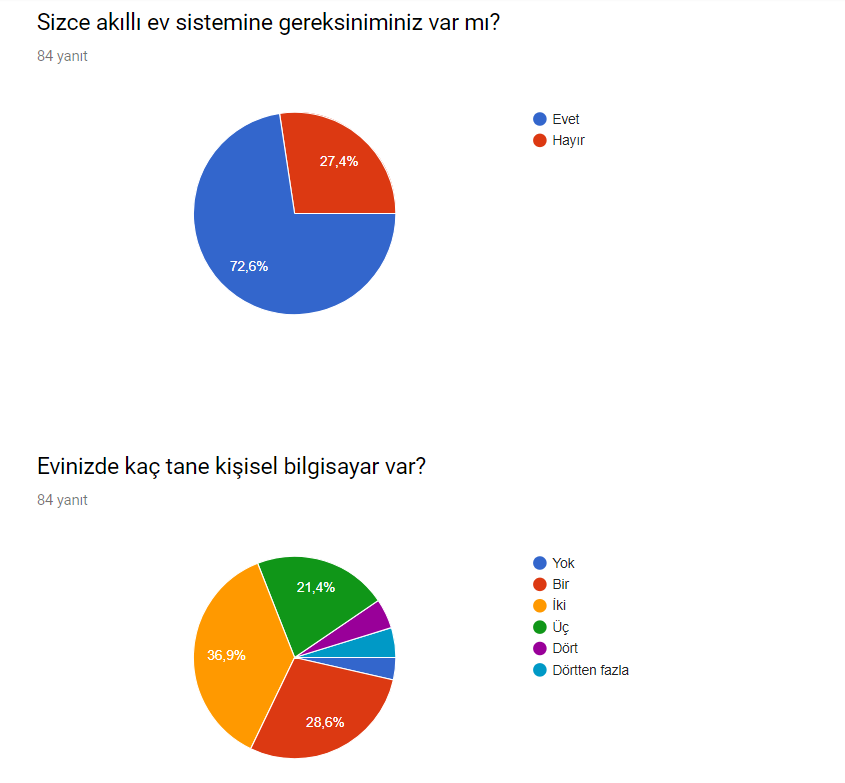 Sizce akıllı ev sistemine gereksiniminiz var mı?
84 yanıt
Evet
Hayır
27,4%
72,6%
Evinizde kaç tane kişisel bilgisayar var?
84 yanıt
Yok
Bir
İki
Üç
Dört
Dörtten fazla
21,4%
36,9%
28,6%